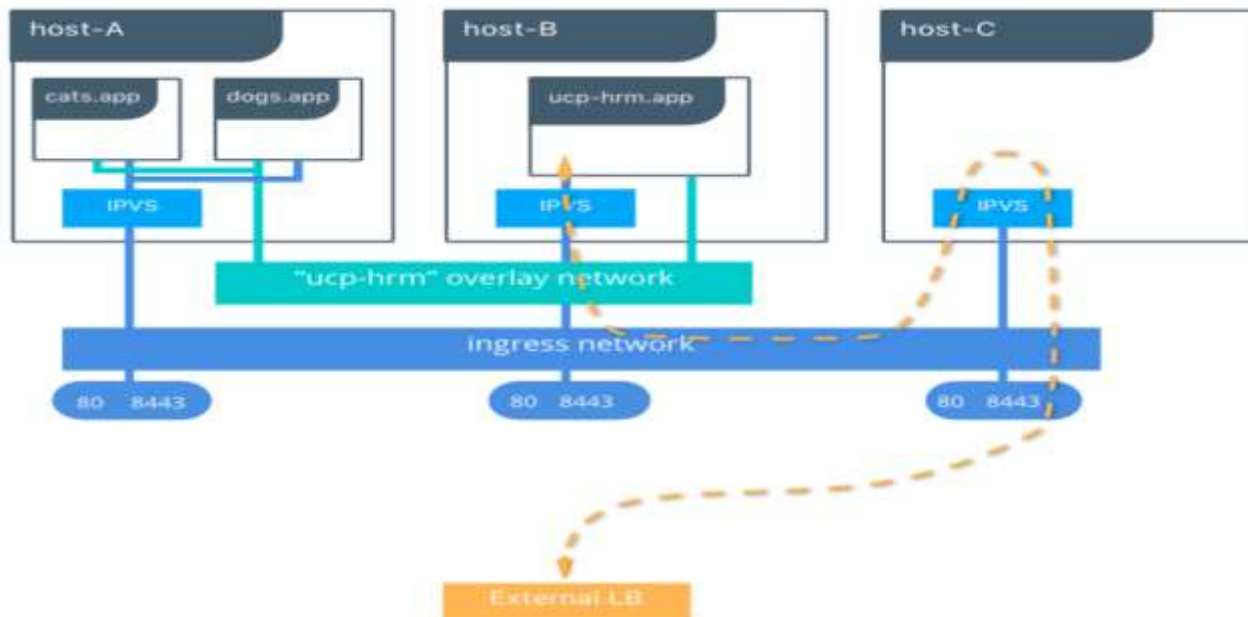 host-A
host-B
host-C
cats.app
dogs.app
ucp-hrm.app
IPVS
IPVS
IPVS
"ucp-hrm" overlay network
ingress network
80 8443
80 8443
80 8443
External LB